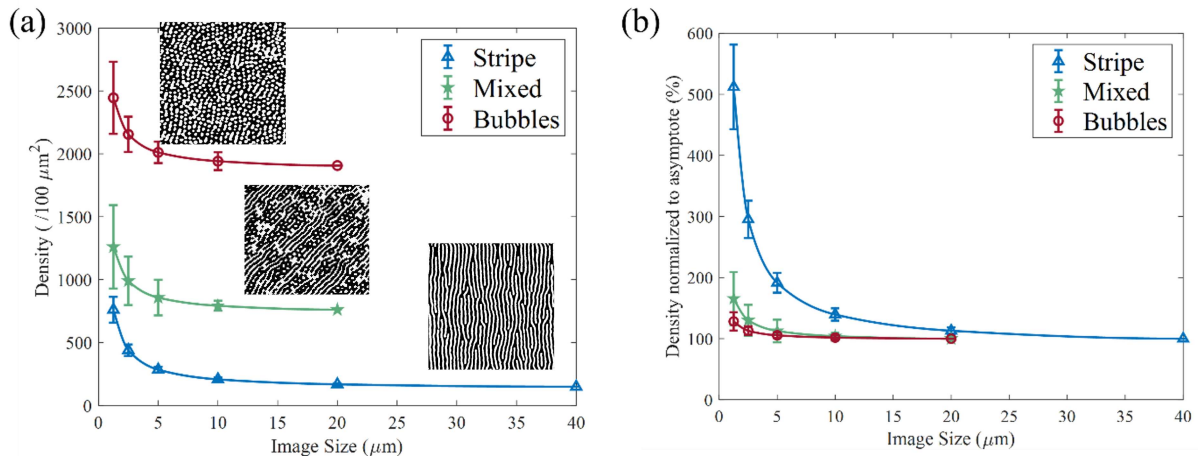 (a)
3000
2500
2000
1500
1000
500
0
Density ( /100 μm²)
Stripe
Mixed
Bubbles
0 5 10 15 20 25 30 35 40
Image Size (μm)
(b)
600
500
400
300
200
100
0
Density normalized to asymptote (%)
Stripe
Mixed
Bubbles
0 5 10 15 20 25 30 35 40
Image Size (μm)